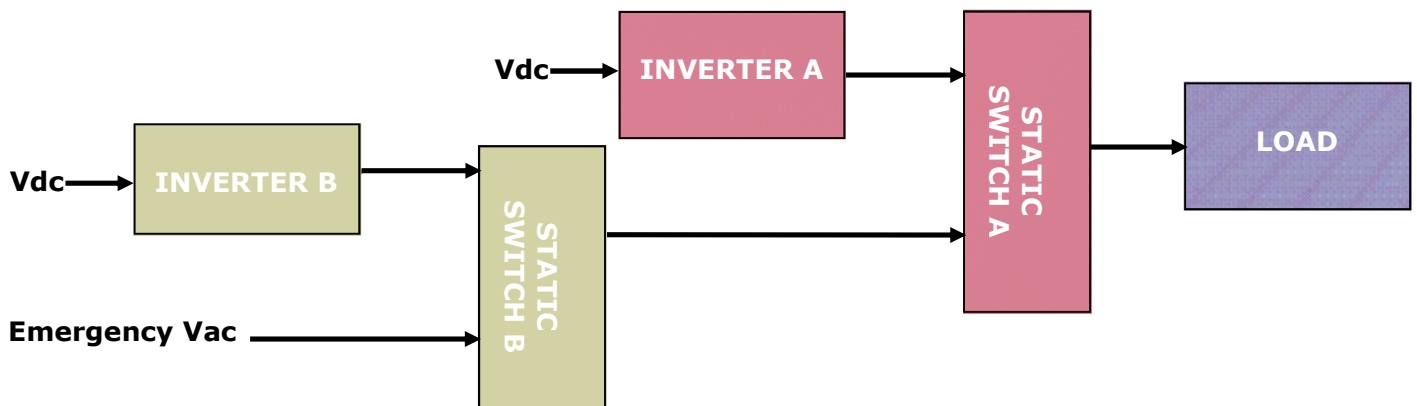 Vdc
INVERTER A
STATIC
SWITCH A
LOAD
Vdc
INVERTER B
STATIC
SWITCH B
Emergency Vac